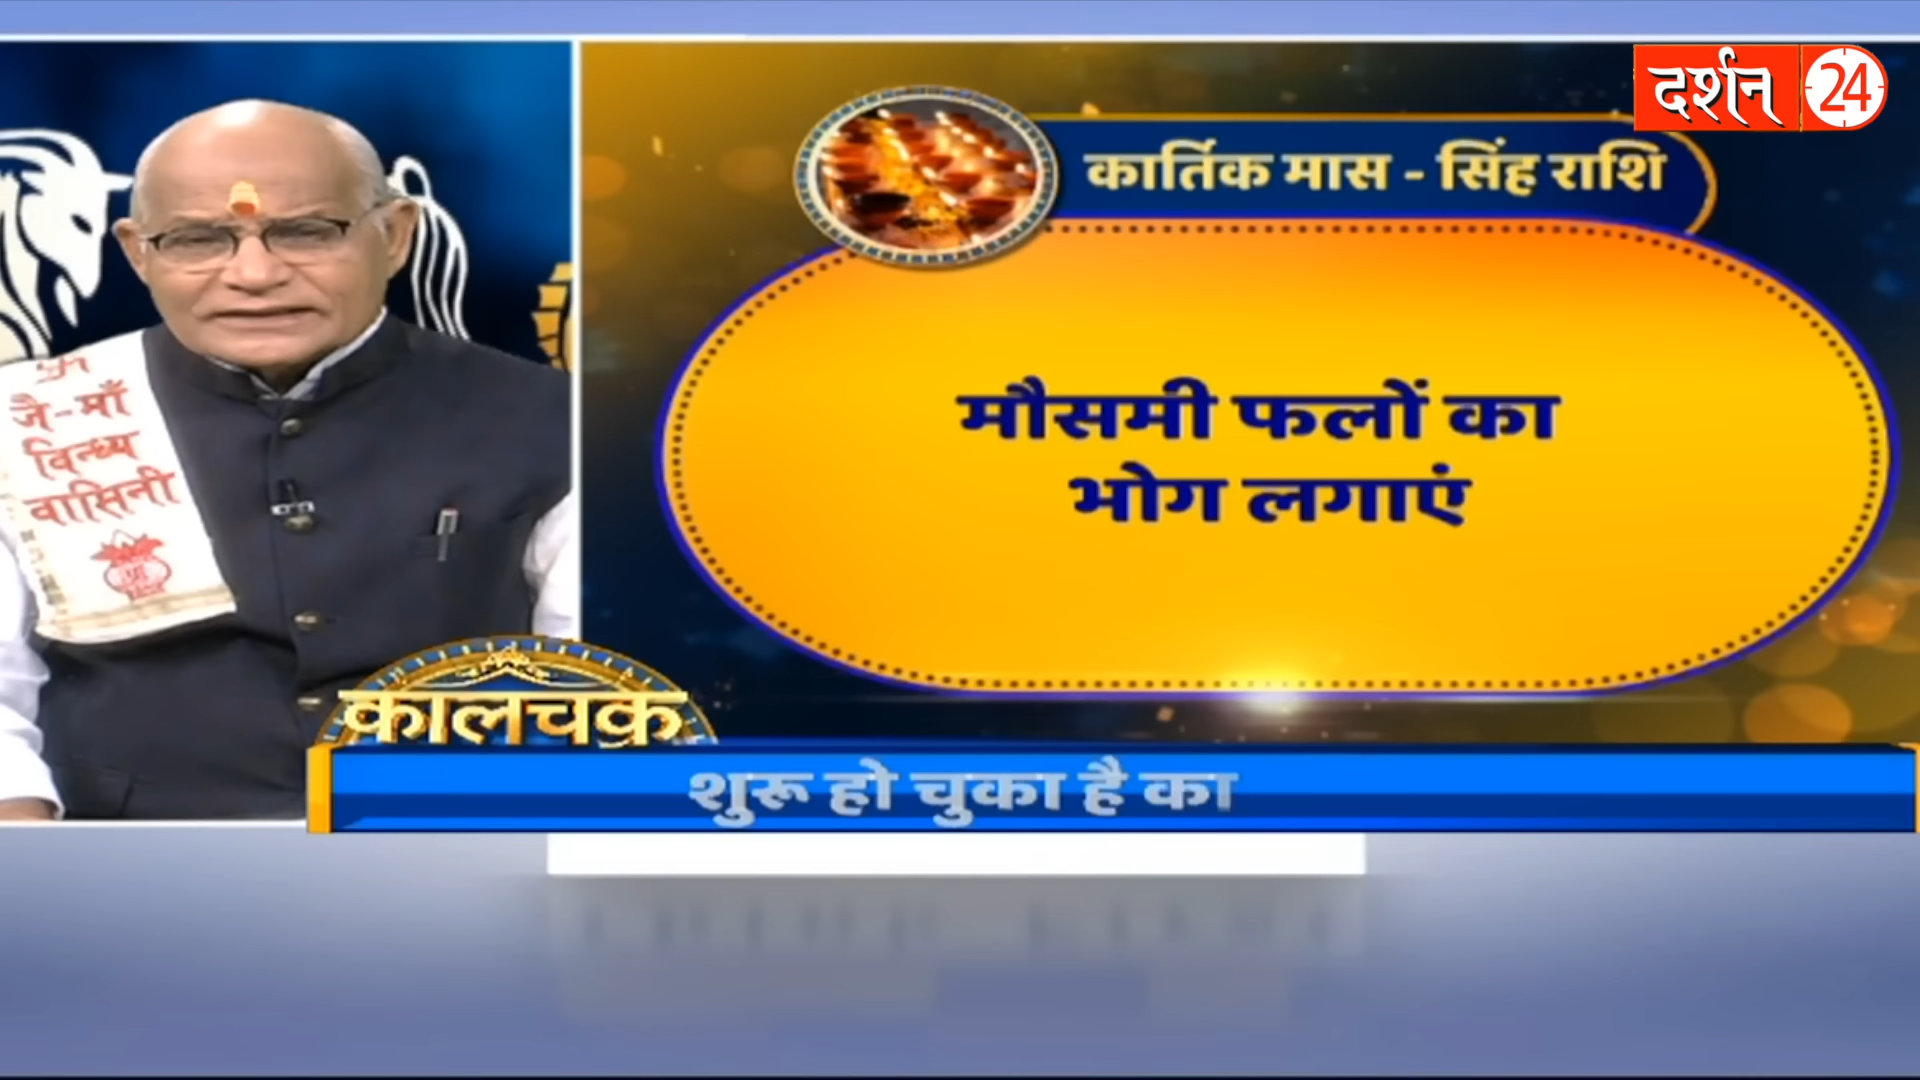 दर्शन 24
कार्तिक मास - सिंह राशि
मौसमी फलों का
भोग लगाएं
जै-माँ
विन्ध्य
वासिनी
कालचक्र
शुरू हो चुका है का